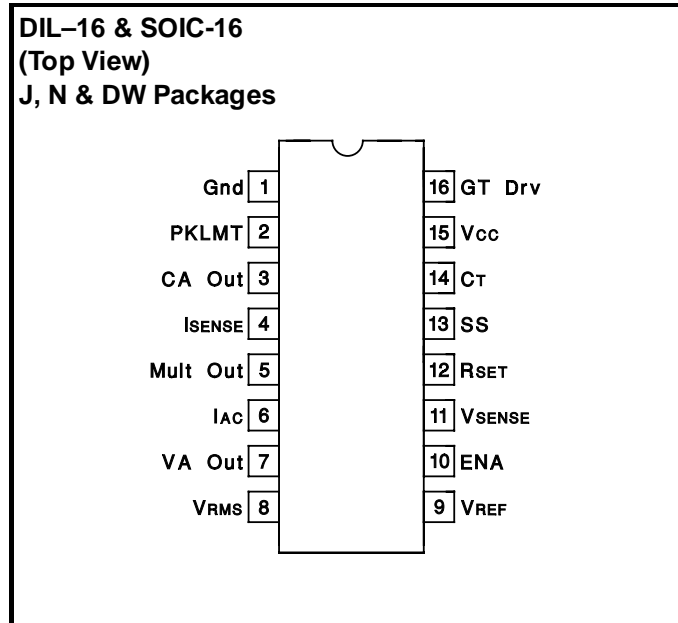 DIL–16 & SOIC-16
(Top View)
J, N & DW Packages
Gnd 1
16 GT Drv
PKLMT 2
15 VCC
CA Out 3
14 CT
ISENSE 4
13 SS
Mult Out 5
12 RSET
IAC 6
11 VSENSE
VA Out 7
10 ENA
VRMS 8
9 VREF